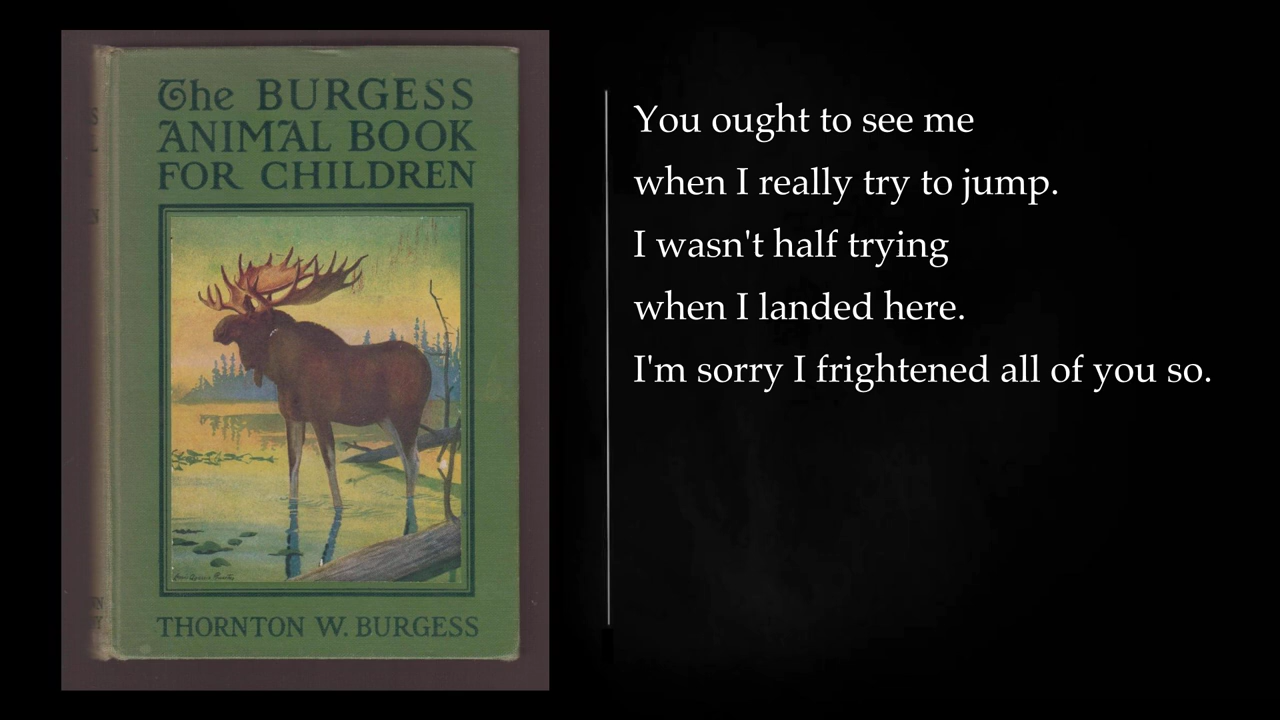 The BURGESS
ANIMAL BOOK
FOR CHILDREN
THORNTON W. BURGESS
You ought to see me
when I really try to jump.
I wasn't half trying
when I landed here.
I'm sorry I frightened all of you so.